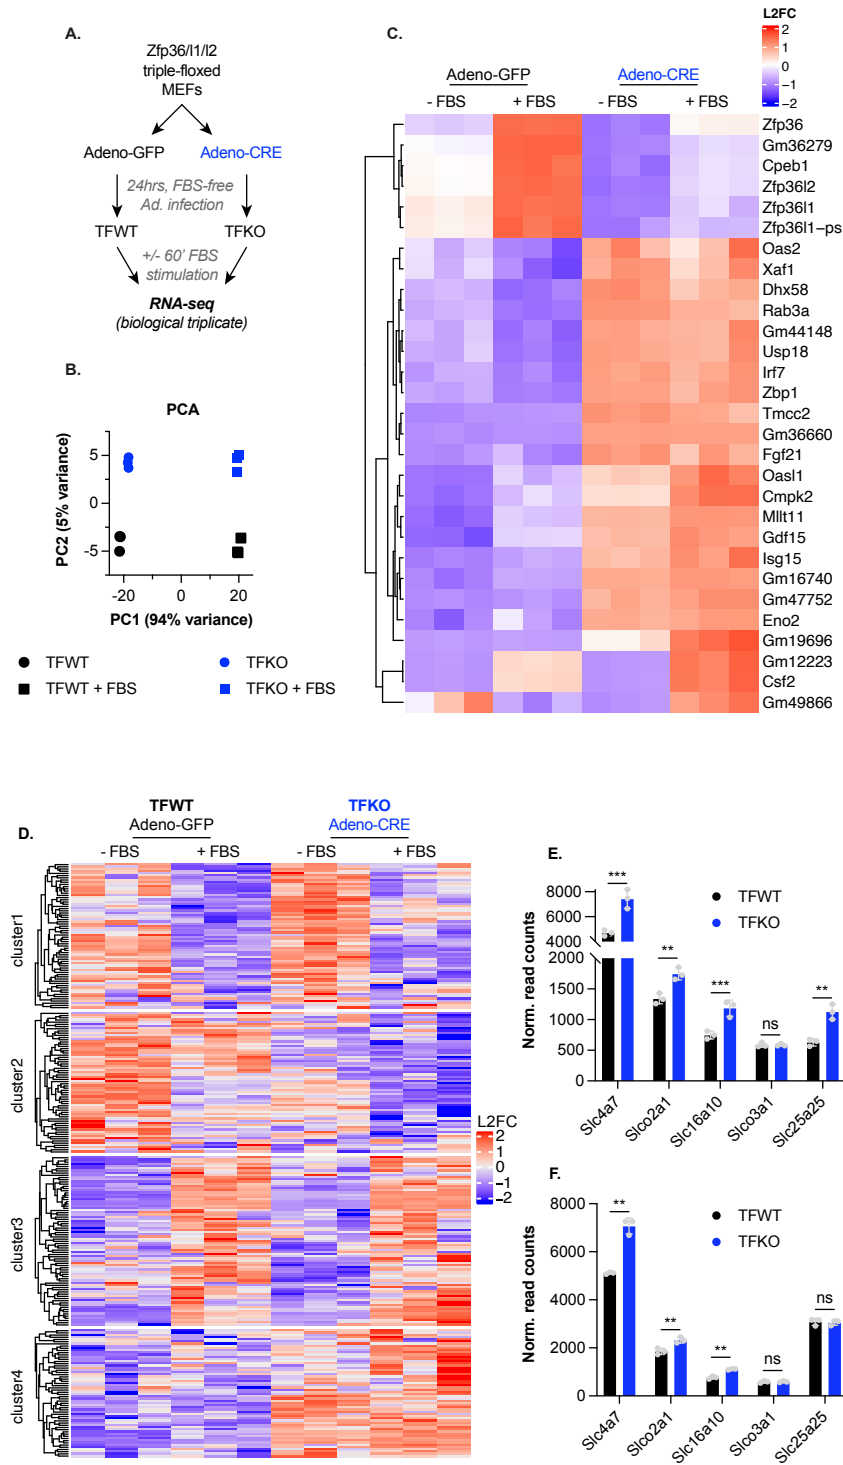 A.
Zfp36/l1/l2
triple-floxed
MEFs
Adeno-GFP
Adeno-CRE
24hrs, FBS-free
Ad. infection
TFWT
TFKO
+/- 60' FBS
stimulation
RNA-seq
(biological triplicate)
B.
PCA
PC2 (5% variance)
5
0
-5
-20
0
20
PC1 (94% variance)
TFWT
TFKO
TFWT + FBS
TFKO + FBS
C.
L2FC
2
1
0
−1
−2
Adeno-GFP
Adeno-CRE
- FBS
+ FBS
- FBS
+ FBS
Zfp36
Gm36279
Cpeb1
Zfp36l2
Zfp36l1
Zfp36l1−ps
Oas2
Xaf1
Dhx58
Rab3a
Gm44148
Usp18
Irf7
Zbp1
Tmcc2
Gm36660
Fgf21
Oasl1
Cmpk2
Mllt11
Gdf15
Isg15
Gm16740
Gm47752
Eno2
Gm19696
Gm12223
Csf2
Gm49866
D.
TFWT
TFKO
Adeno-GFP
Adeno-CRE
- FBS
+ FBS
- FBS
+ FBS
cluster1
cluster2
cluster3
cluster4
L2FC
2
1
0
−1
−2
E.
Norm. read counts
8000
6000
4000
2000
1500
1000
500
0
***
**
***
ns
**
TFWT
TFKO
Slc4a7
Slco2a1
Slc16a10
Slco3a1
Slc25a25
F.
Norm. read counts
8000
6000
4000
2000
0
**
**
**
ns
ns
TFWT
TFKO
Slc4a7
Slco2a1
Slc16a10
Slco3a1
Slc25a25